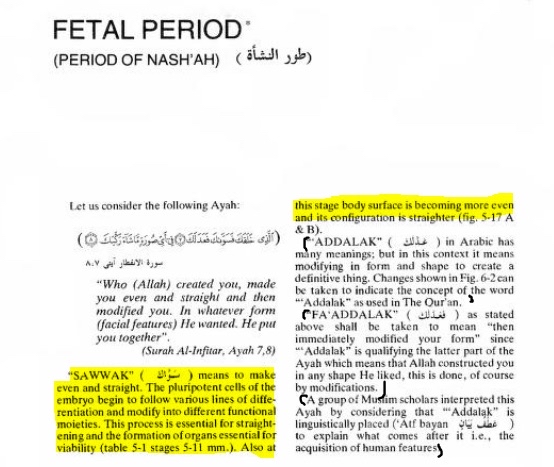 FETAL PERIOD*
(PERIOD OF NASH'AH) (طور النشأة)
Let us consider the following Ayah:
(ٱلَّذِى خَلَقَكَ فَسَوَّىٰكَ فَعَدَلَكَ ۝٧ فِىٓ أَىِّ صُورَةٍ مَّا شَآءَ رَكَّبَكَ ۝٨)
سورة الانفطار آيتي ٨،٧
"Who (Allah) created you, made
you even and straight and then
modified you. In whatever form
(facial features) He wanted. He put
you together".
(Surah Al-Infitar, Ayah 7,8)
"SAWWAK" ( سَوَّاكَ ) means to make
even and straight. The pluripotent cells of the
embryo begin to follow various lines of diffe-
rentiation and modify into different functional
moieties. This process is essential for straight-
ening and the formation of organs essential for
viability (table 5-1 stages 5-11 mm.). Also at
this stage body surface is becoming more even
and its configuration is straighter (fig. 5-17 A
& B).
"'ADDALAK" ( عَدَلَكَ ) in Arabic has
many meanings; but in this context it means
modifying in form and shape to create a
definitive thing. Changes shown in Fig. 6-2 can
be taken to indicate the concept of the word
"'Addalak" as used in The Qur'an.
"FA'ADDALAK" ( فَعَدَلَكَ ) as stated
above shall be taken to mean "then
immediately modified your form" since
"'Addalak" is qualifying the latter part of the
Ayah which means that Allah constructed you
in any shape He liked, this is done, of course
by modifications.
A group of Muslim scholars interpreted this
Ayah by considering that "'Addalak is
linguistically placed ('Atf bayan عَطْفُ بَيَانٍ )
to explain what comes after it i.e., the
acquisition of human features